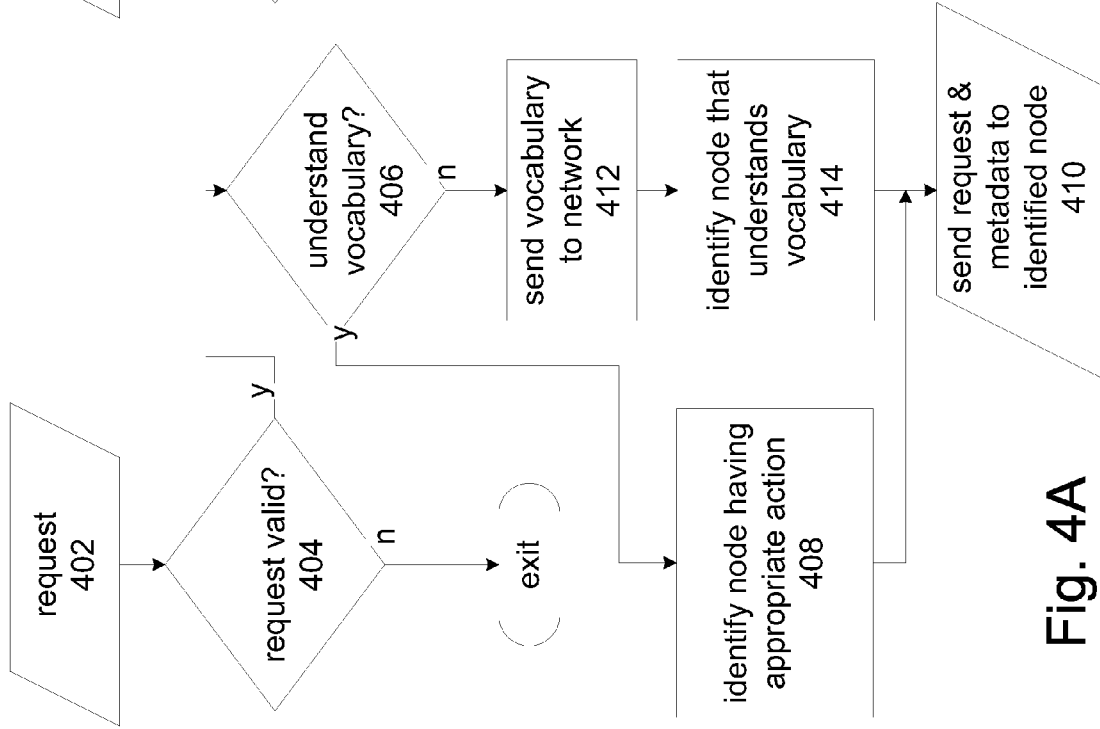 request
402
request valid?
404
y
n
exit
understand
vocabulary?
406
y
n
identify node having
appropriate action
408
send vocabulary
to network
412
identify node that
understands
vocabulary
414
send request &
metadata to
identified node
410
Fig. 4A